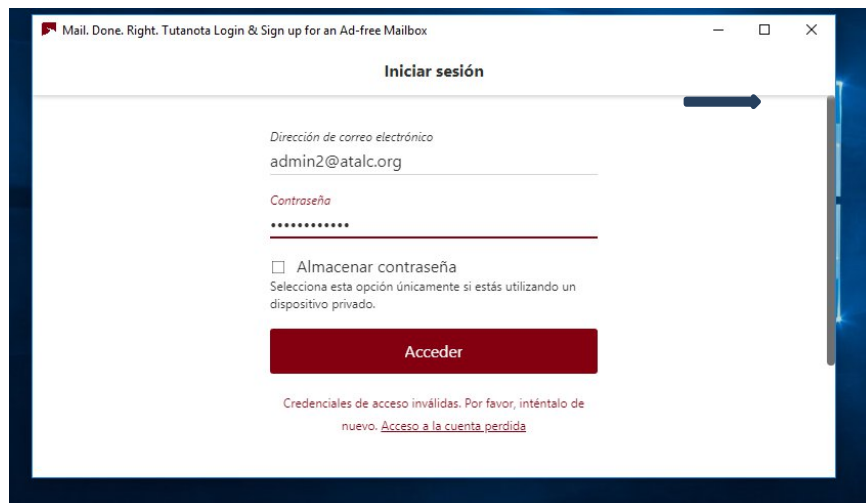 Mail. Done. Right. Tutanota Login & Sign up for an Ad-free Mailbox
Iniciar sesión
Dirección de correo electrónico
admin2@atalc.org
Contraseña
••••••••••••
Almacenar contraseña
Selecciona esta opción únicamente si estás utilizando un
dispositivo privado.
Acceder
Credenciales de acceso inválidas. Por favor, inténtalo de
nuevo. Acceso a la cuenta perdida